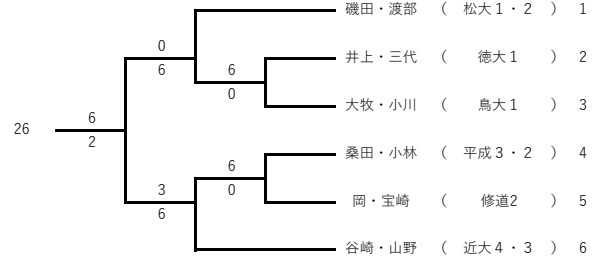 磯田・渡部 ( 松大1・2 ) 1
0
6
井上・三代 ( 徳大1 ) 2
6
0
大牧・小川 ( 鳥大1 ) 3
6
26
2
桑田・小林 ( 平成3・2 ) 4
6
0
3
6
岡・宝崎 ( 修道2 ) 5
谷崎・山野 ( 近大4・3 ) 6